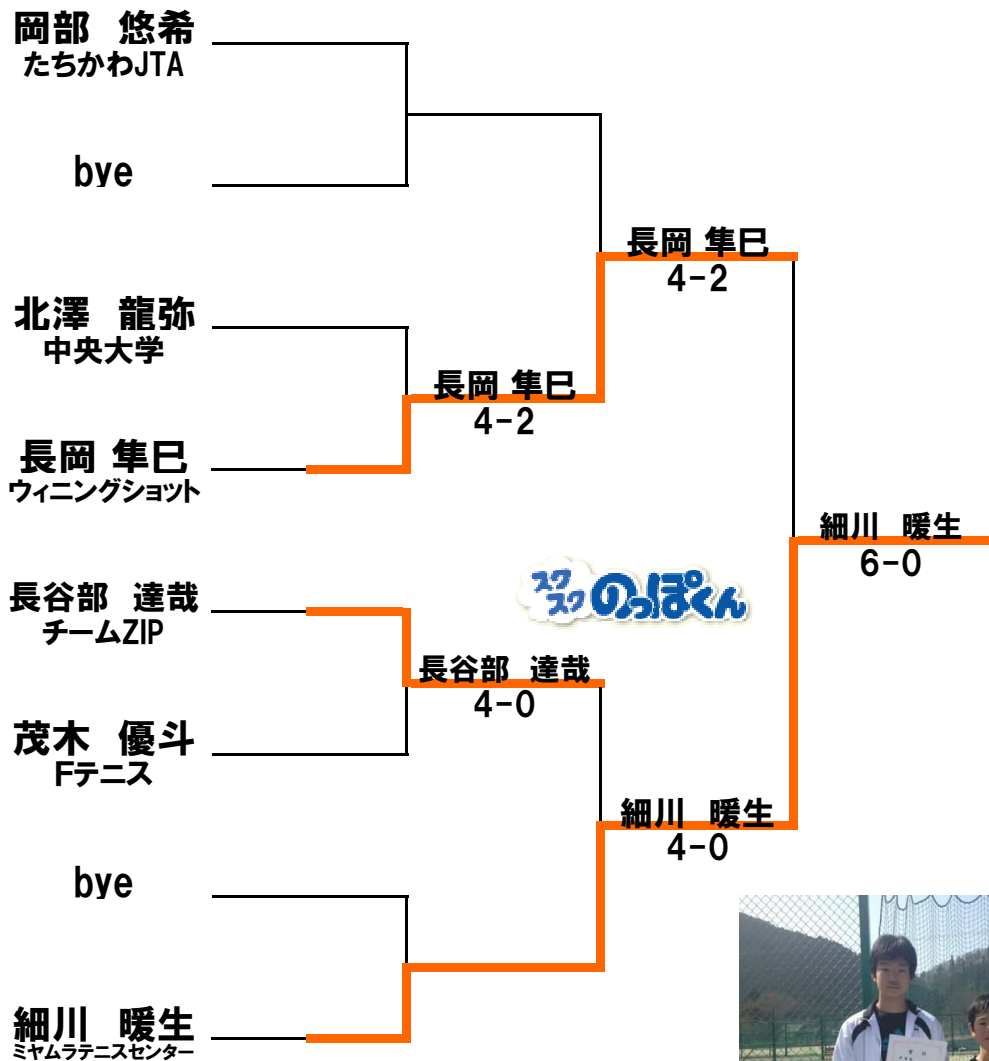 岡部 悠希
たちかわJTA
bye
北澤 龍弥
中央大学
長岡 隼巳
ウィニングショット
長谷部 達哉
チームZIP
茂木 優斗
Fテニス
bye
細川 暖生
ミヤムラテニスセンター
長岡 隼巳
4-2
長谷部 達哉
4-0
長岡 隼巳
4-2
細川 暖生
4-0
細川 暖生
6-0
スクスクのっぽくん